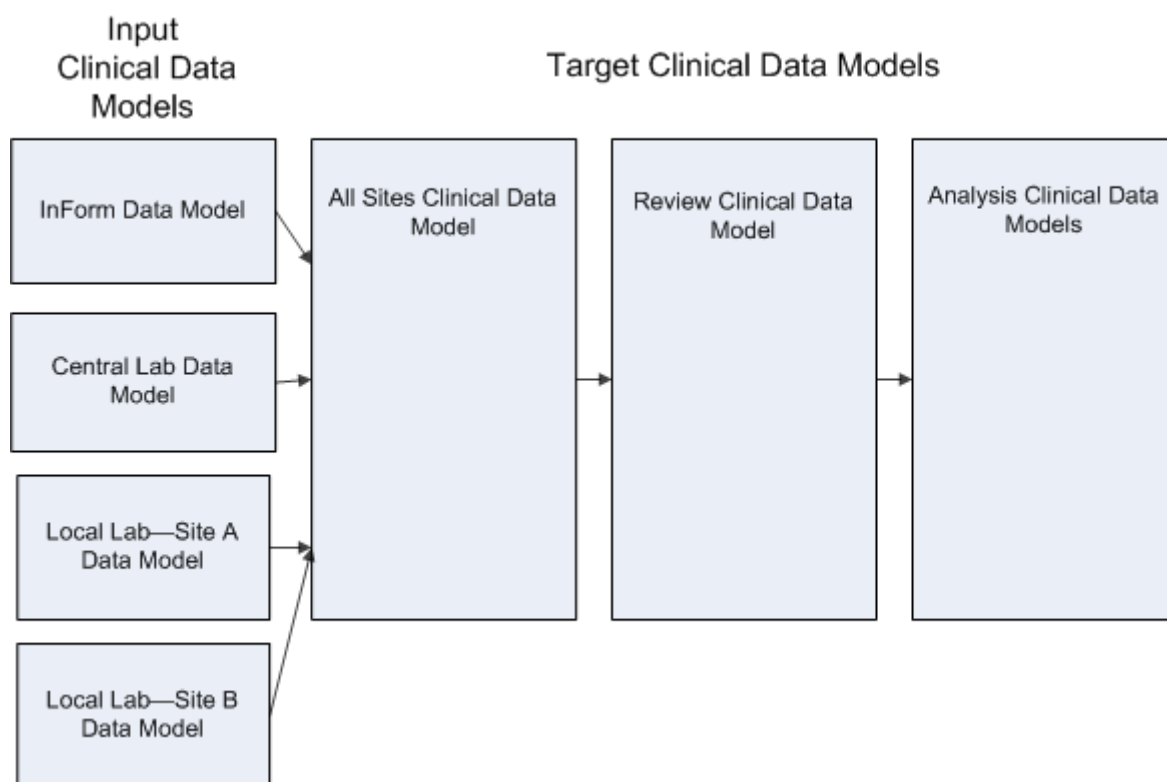 Input
Clinical Data
Models
Target Clinical Data Models
InForm Data Model
Central Lab Data
Model
Local Lab—Site A
Data Model
Local Lab—Site B
Data Model
All Sites Clinical Data
Model
Review Clinical Data
Model
Analysis Clinical Data
Models